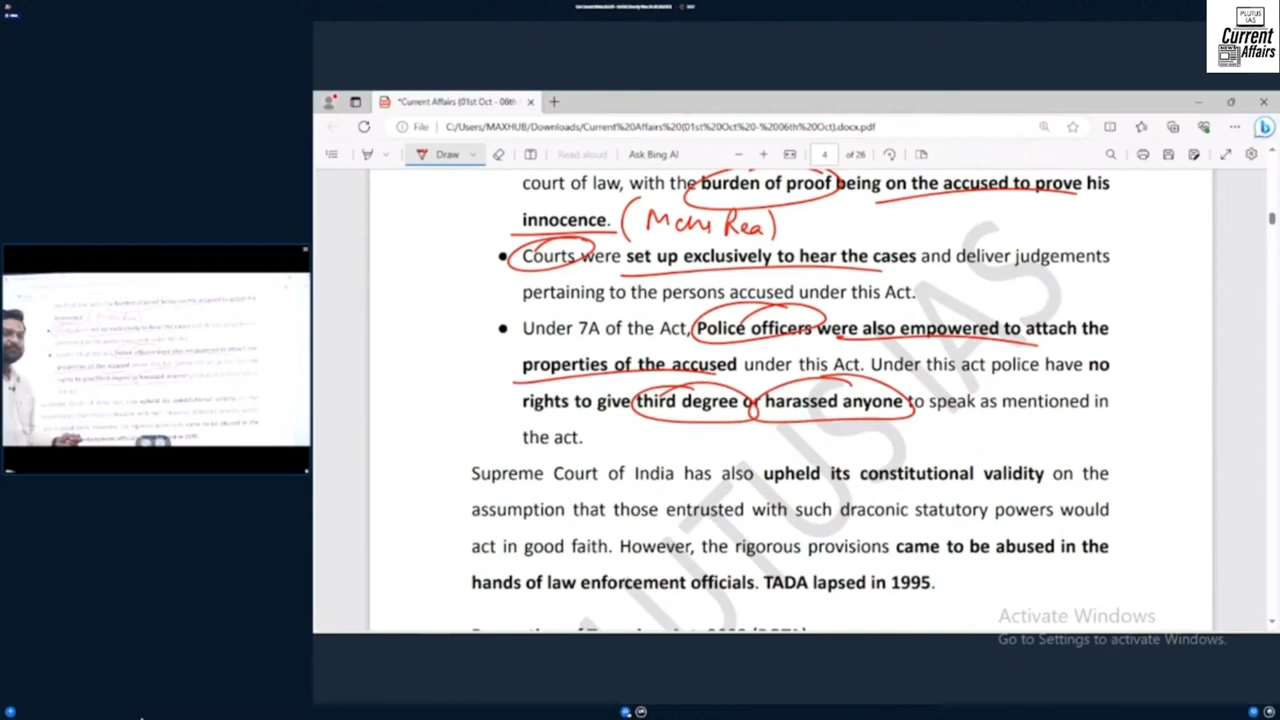 PLUTUS
IAS
Current
NEWS
Affairs
*Current Affairs (01st Oct - 06th
File
C:/Users/MAXHUB/Downloads/Current%20Affairs%20(01st%20Oct%20-%2006th%20Oct).docx.pdf
Draw
Read aloud
Ask Bing AI
4
of 26
court of law, with the burden of proof being on the accused to prove his
innocence. (Mens Rea)
Courts were set up exclusively to hear the cases and deliver judgements
pertaining to the persons accused under this Act.
Under 7A of the Act, Police officers were also empowered to attach the
properties of the accused under this Act. Under this act police have no
rights to give third degree or harassed anyone to speak as mentioned in
the act.
Supreme Court of India has also upheld its constitutional validity on the
assumption that those entrusted with such draconic statutory powers would
act in good faith. However, the rigorous provisions came to be abused in the
hands of law enforcement officials. TADA lapsed in 1995.
PLUTUS IAS
Activate Windows
Go to Settings to activate Windows.